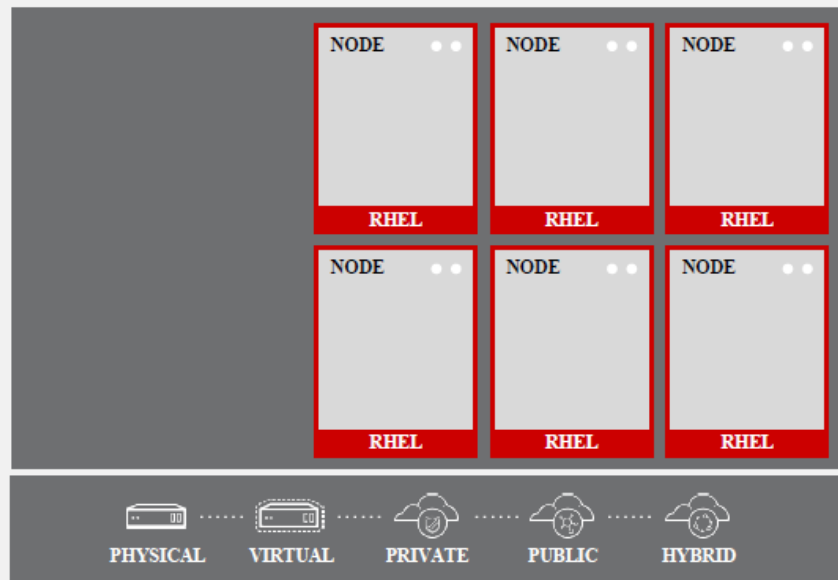 NODE NODE NODE
RHEL RHEL RHEL
NODE NODE NODE
RHEL RHEL RHEL
PHYSICAL VIRTUAL PRIVATE PUBLIC HYBRID